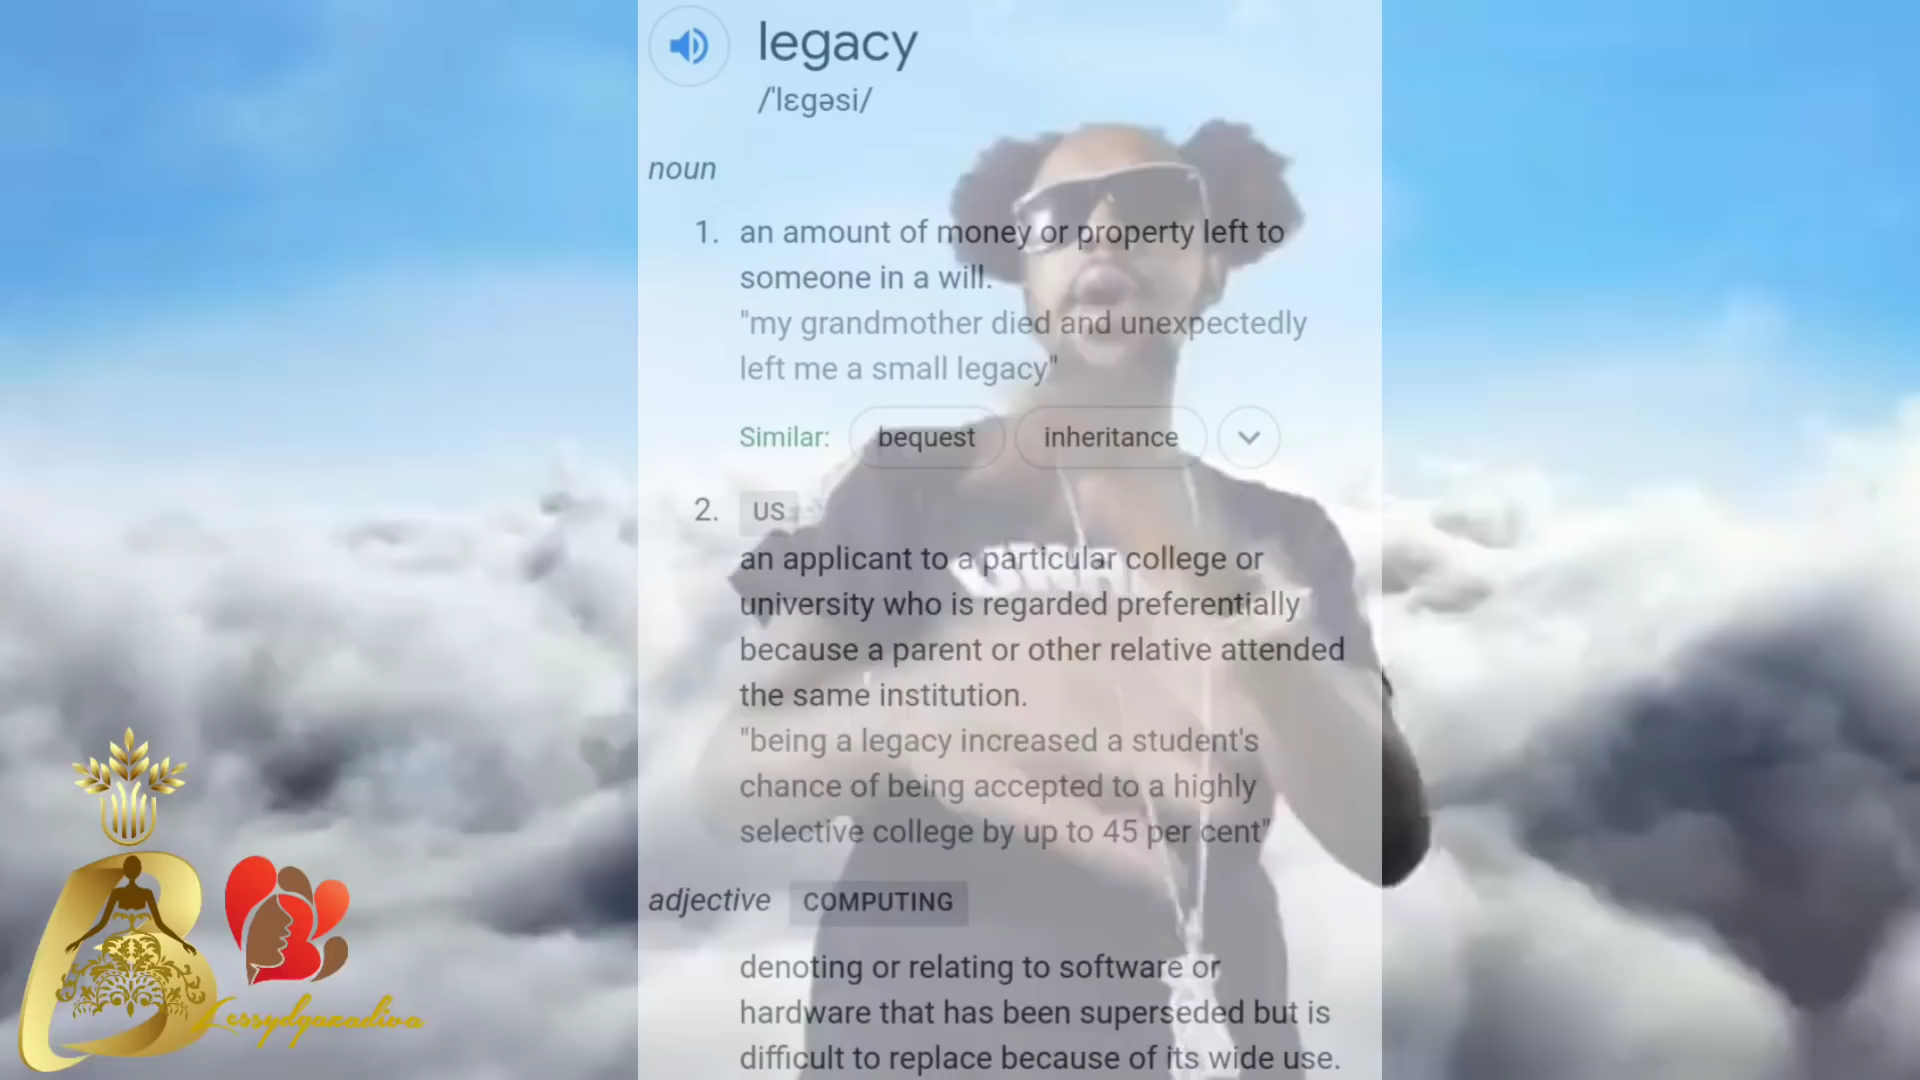 legacy
/ˈlɛɡəsi/
noun
1. an amount of money or property left to
someone in a will.
"my grandmother died and unexpectedly
left me a small legacy"
Similar: bequest inheritance
2. US
an applicant to a particular college or
university who is regarded preferentially
because a parent or other relative attended
the same institution.
"being a legacy increased a student's
chance of being accepted to a highly
selective college by up to 45 per cent"
adjective COMPUTING
denoting or relating to software or
hardware that has been superseded but is
difficult to replace because of its wide use.